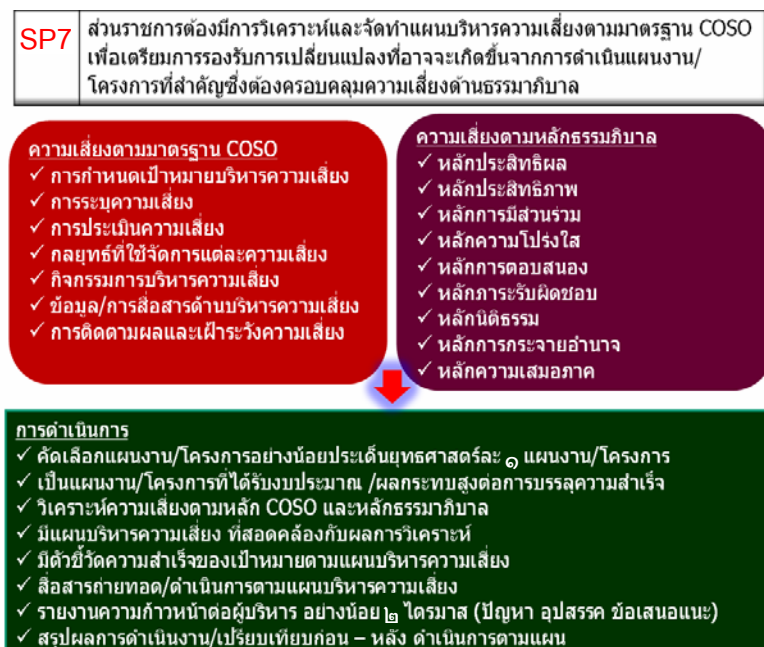 SP7
ส่วนราชการต้องมีการวิเคราะห์และจัดทำแผนบริหารความเสี่ยงตามมาตรฐาน COSO
เพื่อเตรียมการรองรับการเปลี่ยนแปลงที่อาจจะเกิดขึ้นจากการดำเนินแผนงาน/
โครงการที่สำคัญซึ่งต้องครอบคลุมความเสี่ยงด้านธรรมาภิบาล
ความเสี่ยงตามมาตรฐาน COSO
✓ การกำหนดเป้าหมายบริหารความเสี่ยง
✓ การระบุความเสี่ยง
✓ การประเมินความเสี่ยง
✓ กลยุทธ์ที่ใช้จัดการแต่ละความเสี่ยง
✓ กิจกรรมการบริหารความเสี่ยง
✓ ข้อมูล/การสื่อสารด้านบริหารความเสี่ยง
✓ การติดตามผลและเฝ้าระวังความเสี่ยง
ความเสี่ยงตามหลักธรรมภิบาล
✓ หลักประสิทธิผล
✓ หลักประสิทธิภาพ
✓ หลักการมีส่วนร่วม
✓ หลักความโปร่งใส
✓ หลักการตอบสนอง
✓ หลักภาระรับผิดชอบ
✓ หลักนิติธรรม
✓ หลักการกระจายอำนาจ
✓ หลักความเสมอภาค
การดำเนินการ
✓ คัดเลือกแผนงาน/โครงการอย่างน้อยประเด็นยุทธศาสตร์ละ ๑ แผนงาน/โครงการ
✓ เป็นแผนงาน/โครงการที่ได้รับงบประมาณ /ผลกระทบสูงต่อการบรรลุความสำเร็จ
✓ วิเคราะห์ความเสี่ยงตามหลัก COSO และหลักธรรมาภิบาล
✓ มีแผนบริหารความเสี่ยง ที่สอดคล้องกับผลการวิเคราะห์
✓ มีตัวชี้วัดความสำเร็จของเป้าหมายตามแผนบริหารความเสี่ยง
✓ สื่อสารถ่ายทอด/ดำเนินการตามแผนบริหารความเสี่ยง
✓ รายงานความก้าวหน้าต่อผู้บริหาร อย่างน้อย ๒ ไตรมาส (ปัญหา อุปสรรค ข้อเสนอแนะ)
✓ สรุปผลการดำเนินงาน/เปรียบเทียบก่อน – หลัง ดำเนินการตามแผน